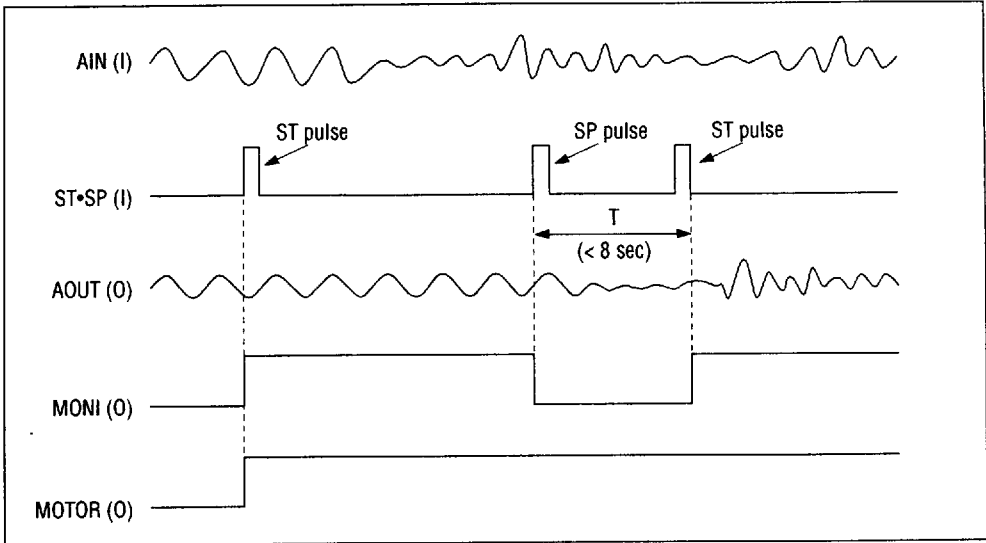 AIN (I)
ST pulse
SP pulse
ST pulse
ST•SP (I)
T
(< 8 sec)
AOUT (O)
MONI (O)
MOTOR (O)